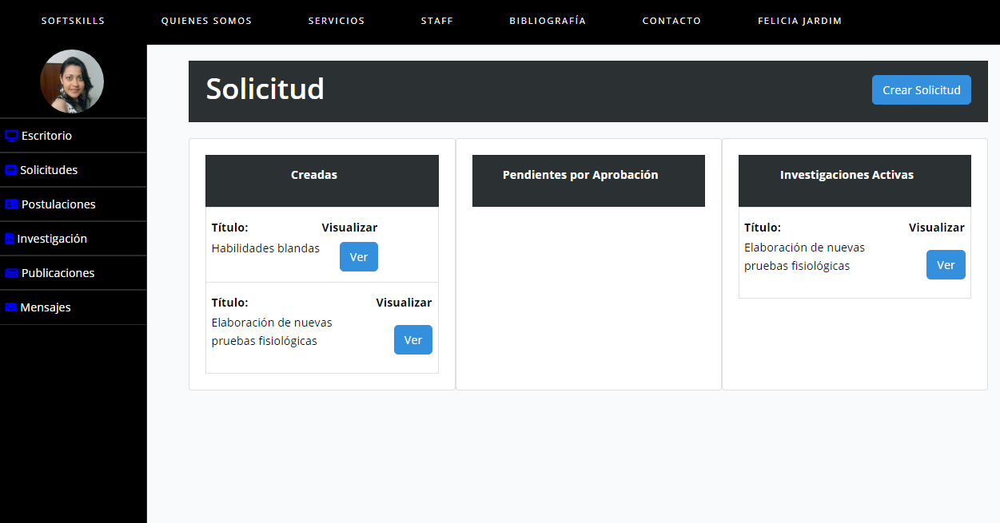 SOFTSKILLS QUIENES SOMOS SERVICIOS STAFF BIBLIOGRAFÍA CONTACTO FELICIA JARDIM
Escritorio
Solicitudes
Postulaciones
Investigación
Publicaciones
Mensajes
Solicitud
Crear Solicitud
Creadas
Título: Visualizar
Habilidades blandas
Ver
Título: Visualizar
Elaboración de nuevas
pruebas fisiológicas
Ver
Pendientes por Aprobación
Investigaciones Activas
Título: Visualizar
Elaboración de nuevas
pruebas fisiológicas
Ver